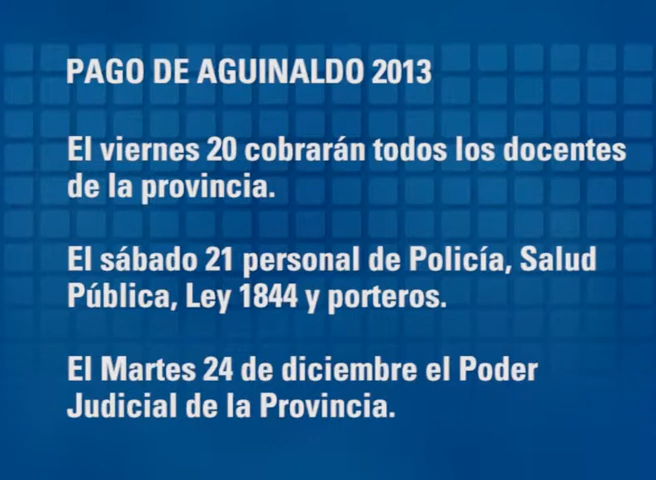 PAGO DE AGUINALDO 2013
El viernes 20 cobrarán todos los docentes
de la provincia.
El sábado 21 personal de Policía, Salud
Pública, Ley 1844 y porteros.
El Martes 24 de diciembre el Poder
Judicial de la Provincia.